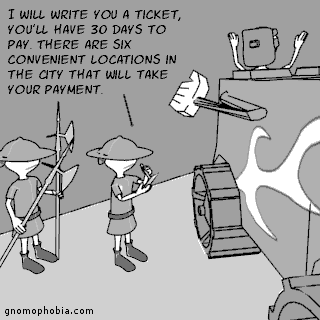 I WILL WRITE YOU A TICKET,
YOU'LL HAVE 30 DAYS TO
PAY. THERE ARE SIX
CONVENIENT LOCATIONS IN
THE CITY THAT WILL TAKE
YOUR PAYMENT.
gnomophobia.com